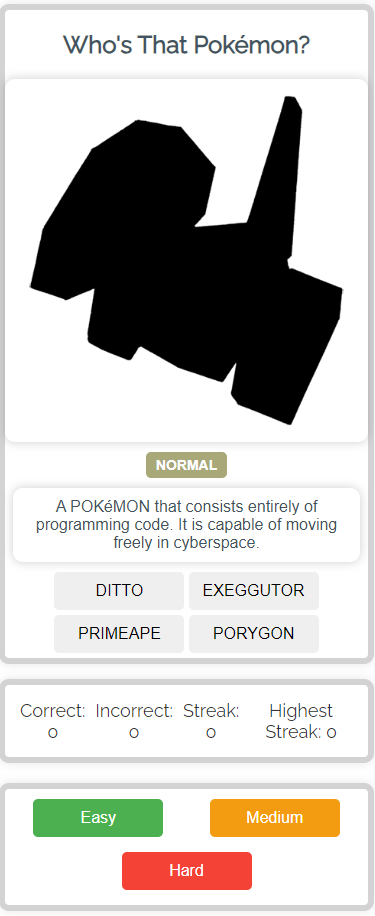 Who's That Pokémon?
NORMAL
A POKéMON that consists entirely of
programming code. It is capable of moving
freely in cyberspace.
DITTO EXEGGUTOR
PRIMEAPE PORYGON
Correct: Incorrect: Streak: Highest
0 0 0 Streak: 0
Easy Medium
Hard